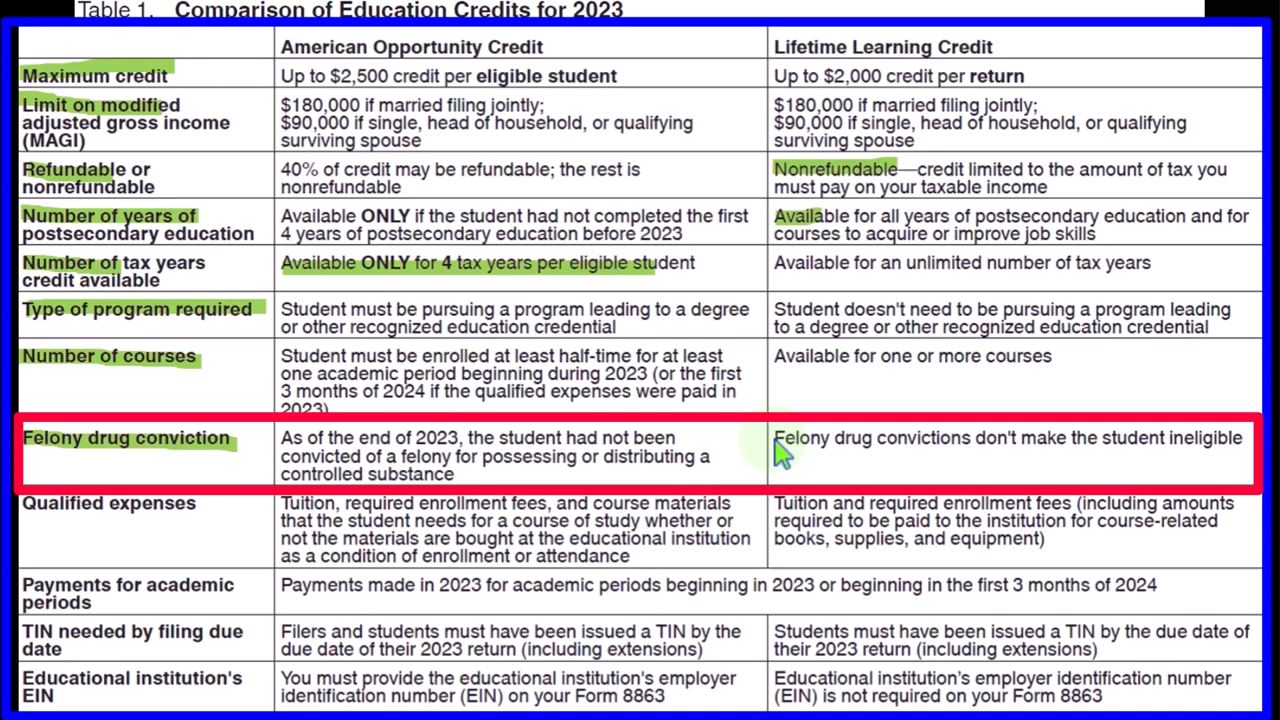 Table 1. Comparison of Education Credits for 2023
American Opportunity Credit
Lifetime Learning Credit
Maximum credit
Up to $2,500 credit per eligible student
Up to $2,000 credit per return
Limit on modified
adjusted gross income
(MAGI)
$180,000 if married filing jointly;
$90,000 if single, head of household, or qualifying
surviving spouse
$180,000 if married filing jointly;
$90,000 if single, head of household, or qualifying
surviving spouse
Refundable or
nonrefundable
40% of credit may be refundable; the rest is
nonrefundable
Nonrefundable—credit limited to the amount of tax you
must pay on your taxable income
Number of years of
postsecondary education
Available ONLY if the student had not completed the first
4 years of postsecondary education before 2023
Available for all years of postsecondary education and for
courses to acquire or improve job skills
Number of tax years
credit available
Available ONLY for 4 tax years per eligible student
Available for an unlimited number of tax years
Type of program required
Student must be pursuing a program leading to a degree
or other recognized education credential
Student doesn't need to be pursuing a program leading
to a degree or other recognized education credential
Number of courses
Student must be enrolled at least half-time for at least
one academic period beginning during 2023 (or the first
3 months of 2024 if the qualified expenses were paid in
2023)
Available for one or more courses
Felony drug conviction
As of the end of 2023, the student had not been
convicted of a felony for possessing or distributing a
controlled substance
Felony drug convictions don't make the student ineligible
Qualified expenses
Tuition, required enrollment fees, and course materials
that the student needs for a course of study whether or
not the materials are bought at the educational institution
as a condition of enrollment or attendance
Tuition and required enrollment fees (including amounts
required to be paid to the institution for course-related
books, supplies, and equipment)
Payments for academic
periods
Payments made in 2023 for academic periods beginning in 2023 or beginning in the first 3 months of 2024
TIN needed by filing due
date
Filers and students must have been issued a TIN by the
due date of their 2023 return (including extensions)
Students must have been issued a TIN by the due date of
their 2023 return (including extensions)
Educational institution's
EIN
You must provide the educational institution's employer
identification number (EIN) on your Form 8863
Educational institution's employer identification number
(EIN) is not required on your Form 8863